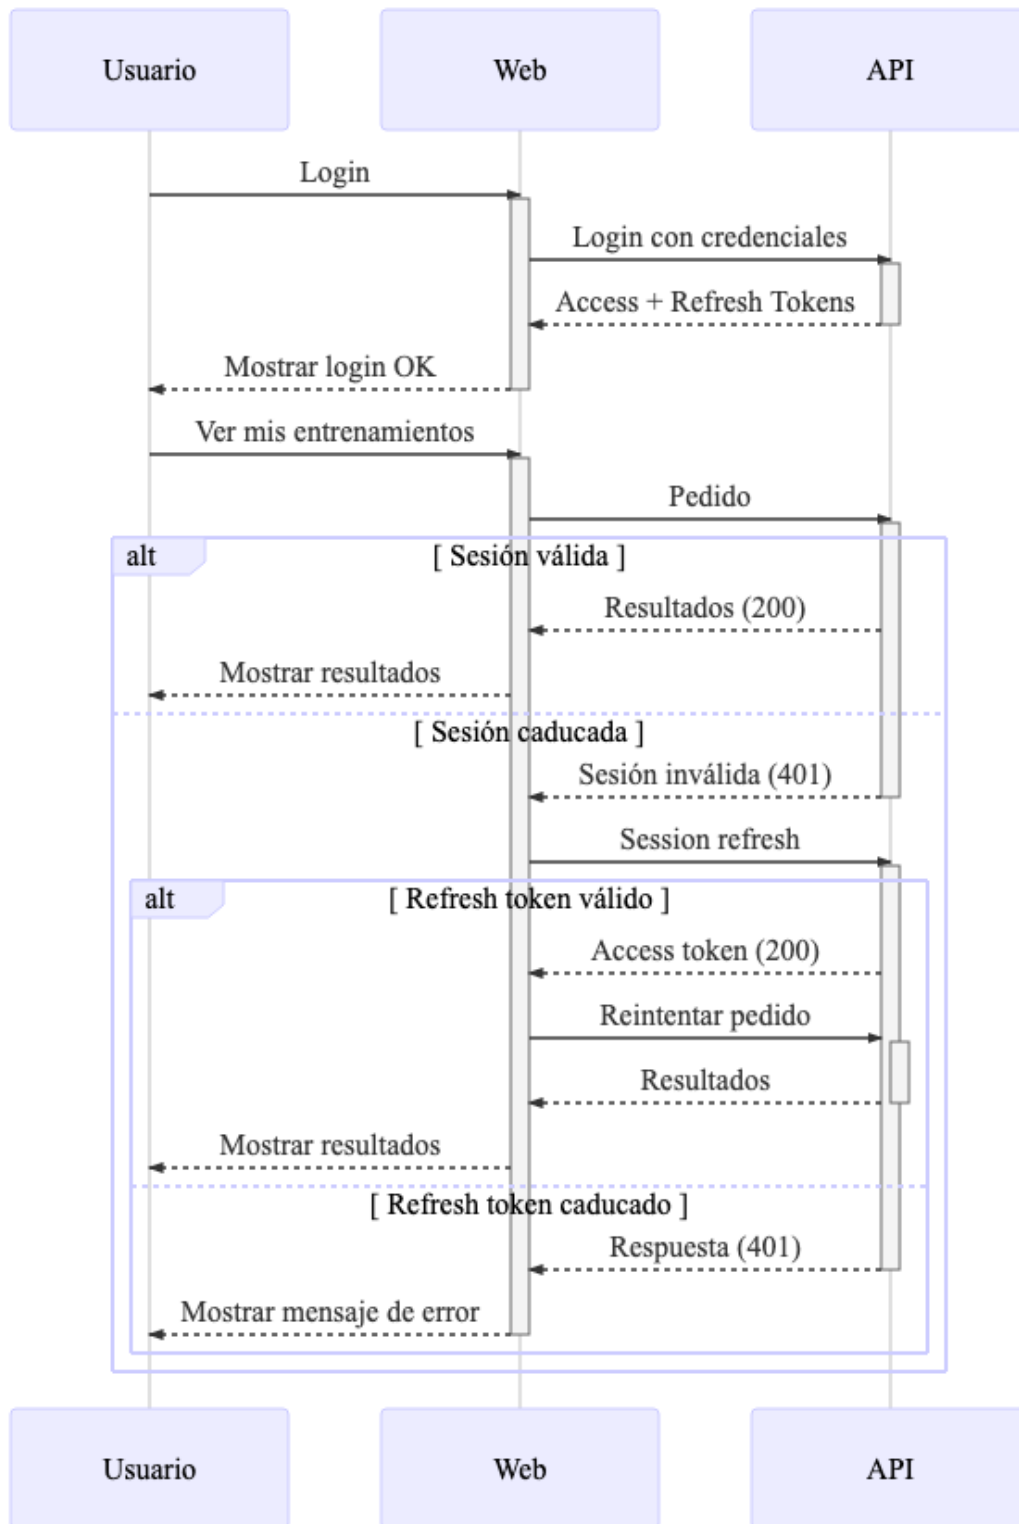 Usuario
Web
API
Login
Login con credenciales
Access + Refresh Tokens
Mostrar login OK
Ver mis entrenamientos
Pedido
alt
[ Sesión válida ]
Resultados (200)
Mostrar resultados
[ Sesión caducada ]
Sesión inválida (401)
Session refresh
alt
[ Refresh token válido ]
Access token (200)
Reintentar pedido
Resultados
Mostrar resultados
[ Refresh token caducado ]
Respuesta (401)
Mostrar mensaje de error
Usuario
Web
API